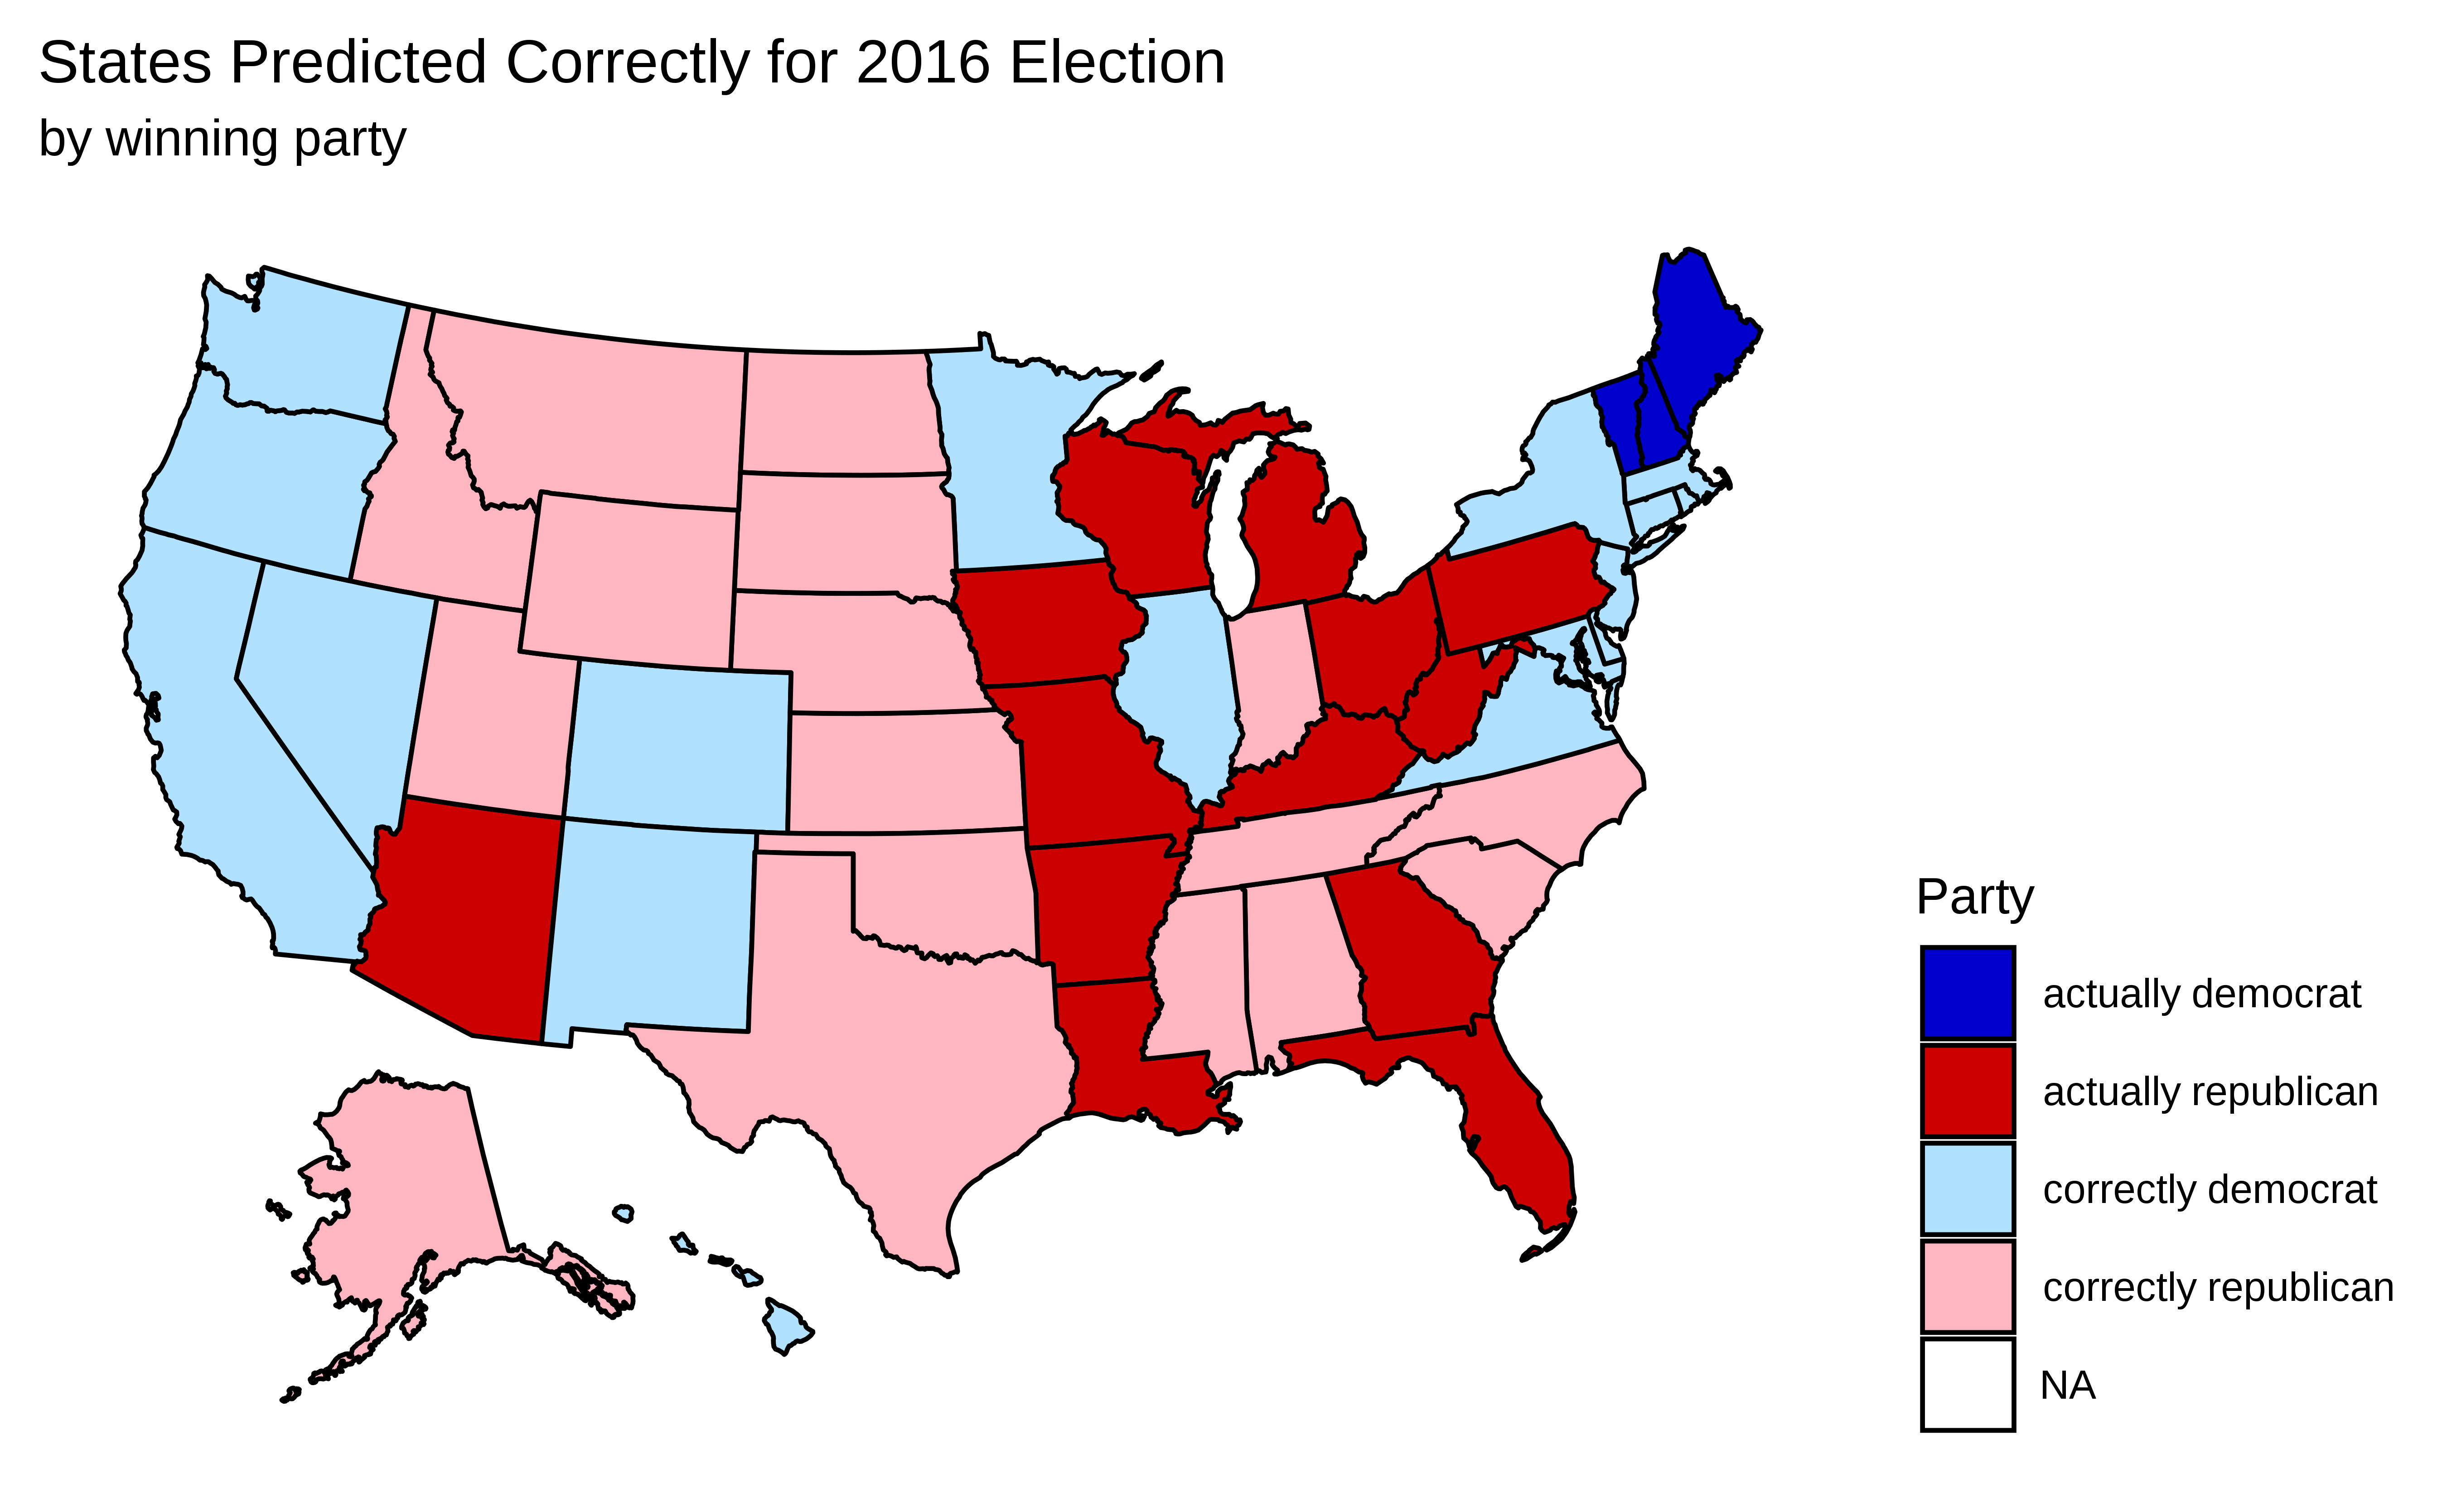 States Predicted Correctly for 2016 Election
by winning party
Party
actually democrat
actually republican
correctly democrat
correctly republican
NA